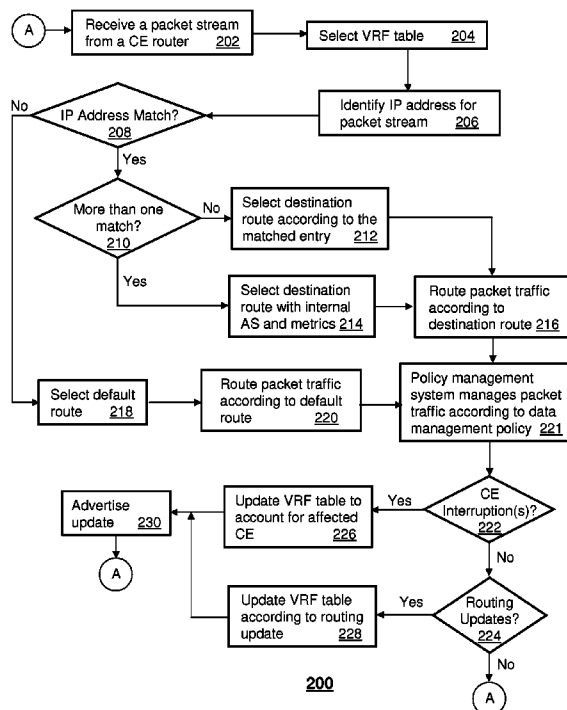 A
Receive a packet stream
from a CE router 202
Select VRF table 204
Identify IP address for
packet stream 206
IP Address Match?
208
No
Yes
More than one
match?
210
No
Select destination
route according to the
matched entry 212
Yes
Select destination
route with internal
AS and metrics 214
Route packet traffic
according to
destination route 216
Select default
route 218
Route packet traffic
according to default
route 220
Policy management
system manages packet
traffic according to data
management policy
221
CE
Interruption(s)?
222
Yes
Update VRF table to
account for affected
CE 226
Advertise
update 230
A
No
Routing
Updates?
224
Yes
Update VRF table
according to routing
update 228
No
A
200